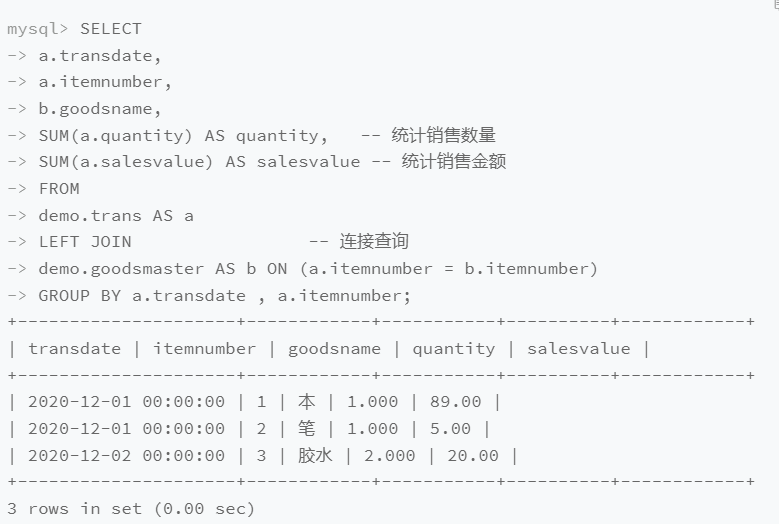 mysql> SELECT
-> a.transdate,
-> a.itemnumber,
-> b.goodsname,
-> SUM(a.quantity) AS quantity,   -- 统计销售数量
-> SUM(a.salesvalue) AS salesvalue -- 统计销售金额
-> FROM
-> demo.trans AS a
-> LEFT JOIN                 -- 连接查询
-> demo.goodsmaster AS b ON (a.itemnumber = b.itemnumber)
-> GROUP BY a.transdate , a.itemnumber;
+---------------------+------------+-----------+----------+------------+
| transdate | itemnumber | goodsname | quantity | salesvalue |
+---------------------+------------+-----------+----------+------------+
| 2020-12-01 00:00:00 | 1 | 本 | 1.000 | 89.00 |
| 2020-12-01 00:00:00 | 2 | 笔 | 1.000 | 5.00 |
| 2020-12-02 00:00:00 | 3 | 胶水 | 2.000 | 20.00 |
+---------------------+------------+-----------+----------+------------+
3 rows in set (0.00 sec)